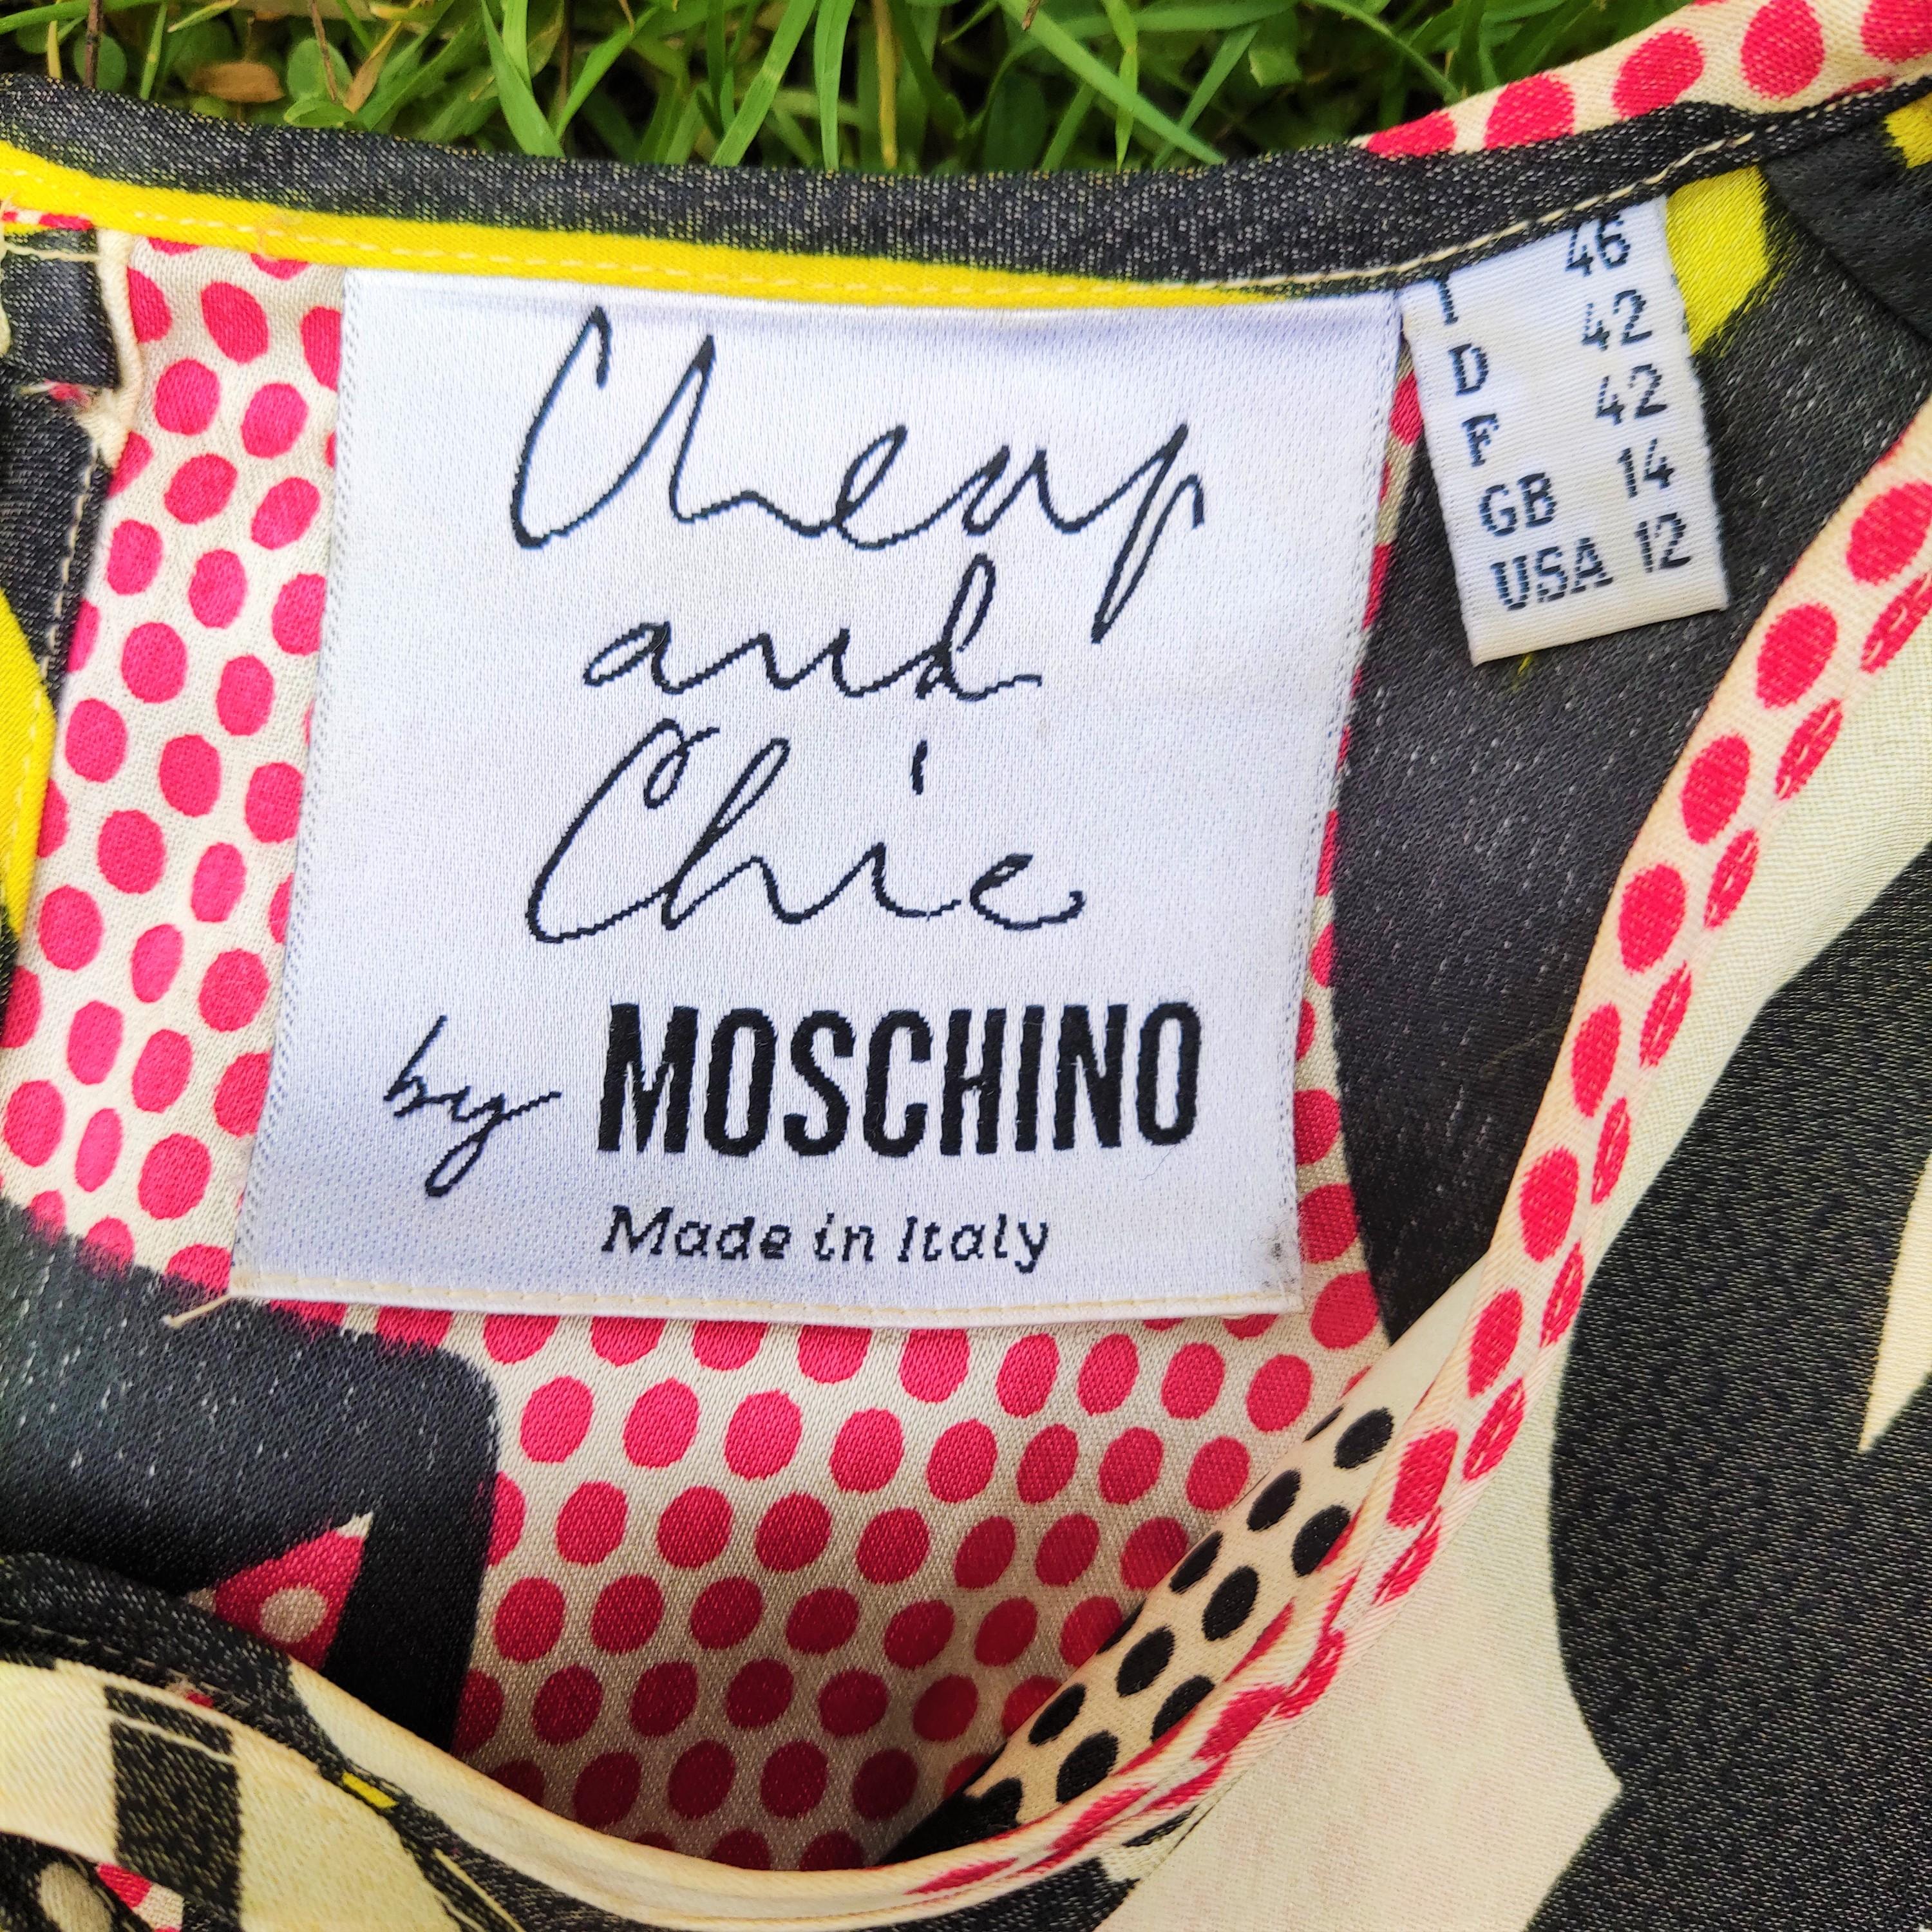 Cheap
and
Chic
by MOSCHINO
Made in Italy
I 46
D 42
F 42
GB 14
USA 12